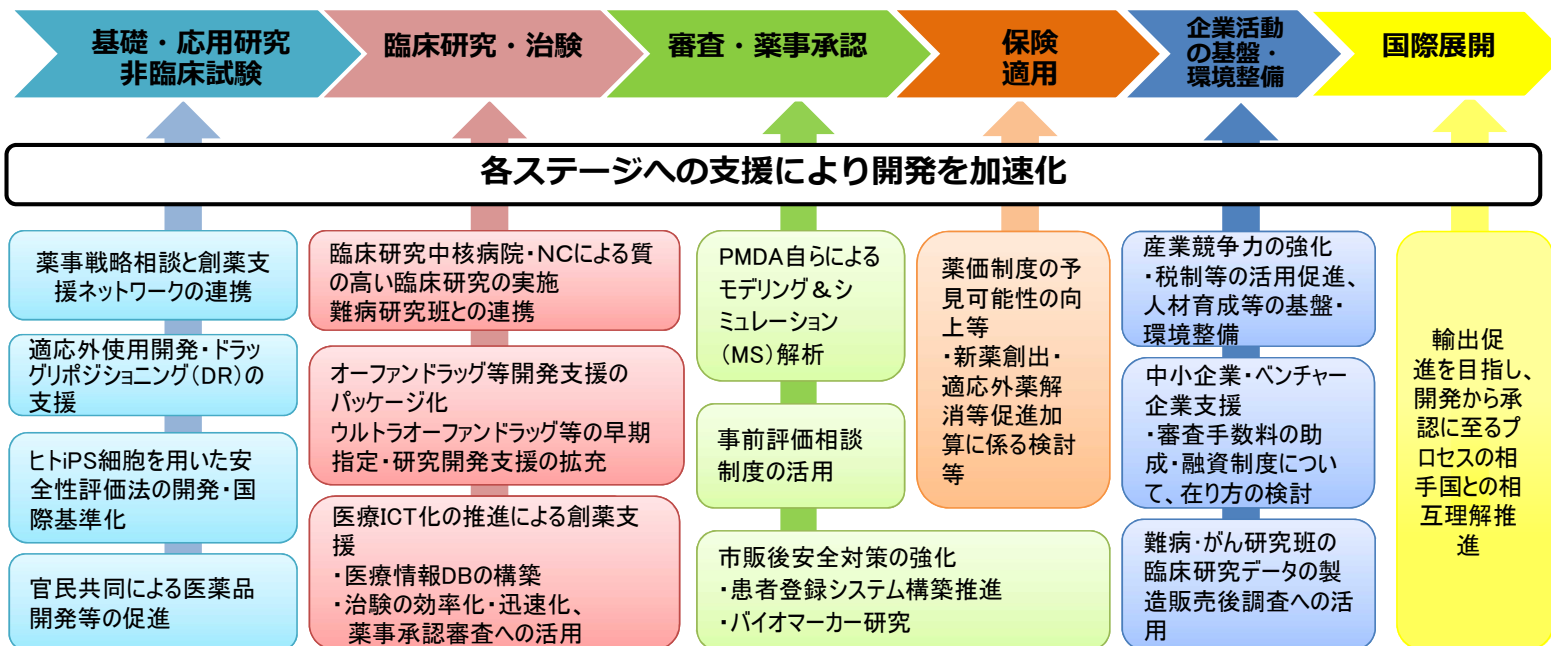 基礎・応用研究
非臨床試験
臨床研究・治験
審査・薬事承認
保険
適用
企業活動
の基盤・
環境整備
国際展開
各ステージへの支援により開発を加速化
薬事戦略相談と創薬支
援ネットワークの連携
適応外使用開発・ドラッ
グリポジショニング(DR)の
支援
ヒトiPS細胞を用いた安
全性評価法の開発・国
際基準化
官民共同による医薬品
開発等の促進
臨床研究中核病院・NCによる質
の高い臨床研究の実施
難病研究班との連携
オーファンドラッグ等開発支援の
パッケージ化
ウルトラオーファンドラッグ等の早期
指定・研究開発支援の拡充
医療ICT化の推進による創薬支
援
・医療情報DBの構築
・治験の効率化・迅速化、
薬事承認審査への活用
PMDA自らによる
モデリング＆シ
ミュレーション
(MS)解析
事前評価相談
制度の活用
市販後安全対策の強化
・患者登録システム構築推進
・バイオマーカー研究
薬価制度の予
見可能性の向
上等
・新薬創出・
適応外薬解
消等促進加
算に係る検討
等
産業競争力の強化
・税制等の活用促進、
人材育成等の基盤・
環境整備
中小企業・ベンチャー
企業支援
・審査手数料の助
成・融資制度につい
て、在り方の検討
難病・がん研究班の
臨床研究データの製
造販売後調査への活
用
輸出促
進を目指し、
開発から承
認に至るプ
ロセスの相
手国との相
互理解推
進